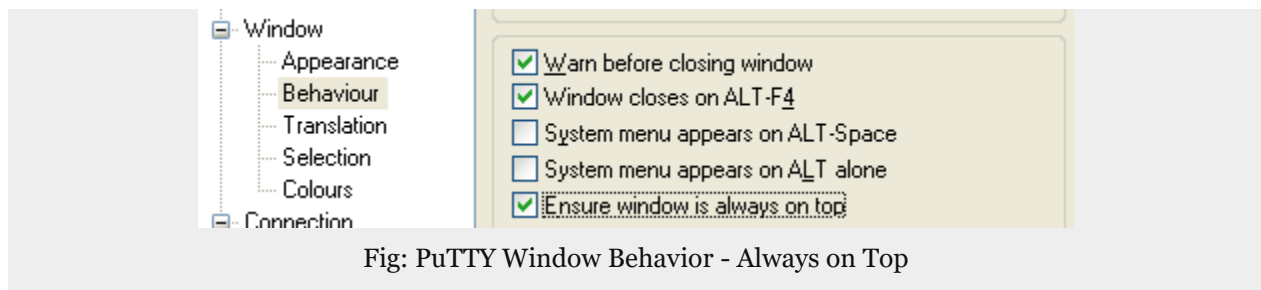 Window
Appearance
Behaviour
Translation
Selection
Colours
Connection
Warn before closing window
Window closes on ALT-F4
System menu appears on ALT-Space
System menu appears on ALT alone
Ensure window is always on top
Fig: PuTTY Window Behavior - Always on Top